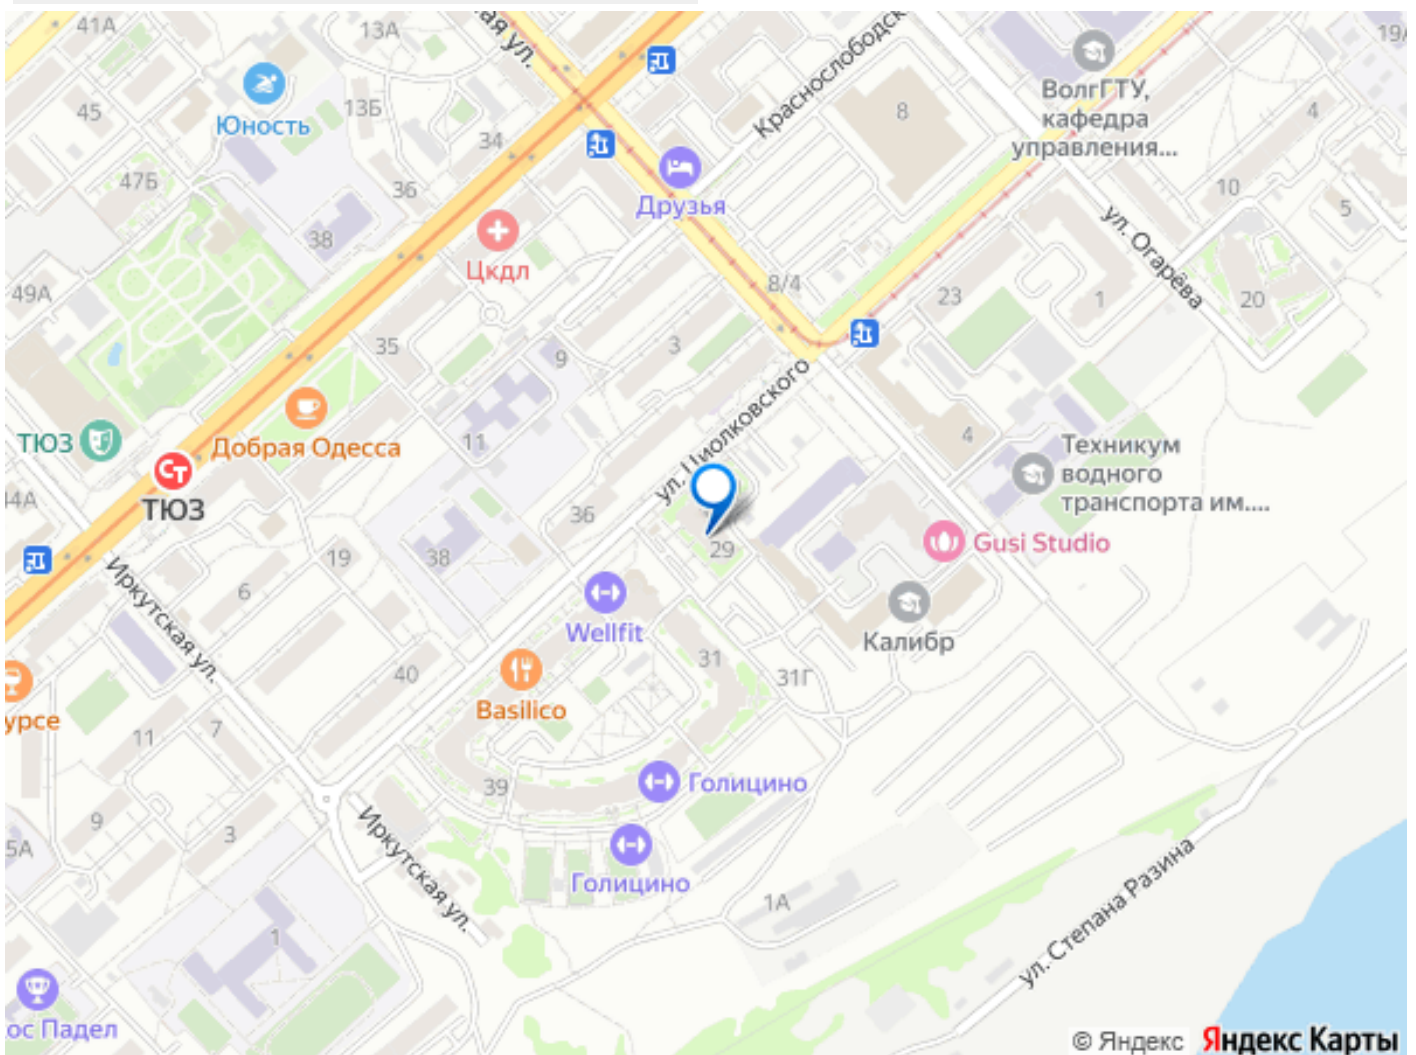 41А
13А
ская ул.
19А
45
Юность
13Б
34
Краснослободск
8
ВолгГТУ,
кафедра
управления...
4
47Б
36
Друзья
10
5
38
Цкдл
ул. Огарёва
49А
8/4
23
1
20
35
9
3
ТЮЗ
Добрая Одесса
11
ул. Циолковского
4
Техникум
водного
транспорта им....
Ст
ТЮЗ
44А
36
29
Gusi Studio
19
38
Иркутская ул.
6
Wellfit
Калибр
40
31
31Г
Basilico
урсе
11
7
39
Голицино
9
3
5А
Иркутская ул.
Голицино
1А
ул. Степана Разина
1
ос Падел
© Яндекс Яндекс Карты